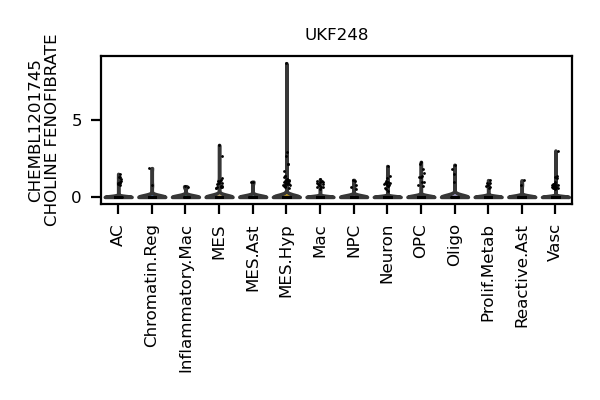 UKF248
CHEMBL1201745
CHOLINE FENOFIBRATE
5
0
AC
Chromatin.Reg
Inflammatory.Mac
MES
MES.Ast
MES.Hyp
Mac
NPC
Neuron
OPC
Oligo
Prolif.Metab
Reactive.Ast
Vasc